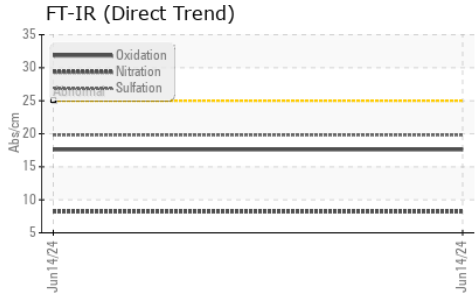 FT-IR (Direct Trend)
35
30
25
20
15
10
5
Abs/cm
Oxidation
Nitration
Sulfation
Abnormal
Jun14/24
Jun14/24